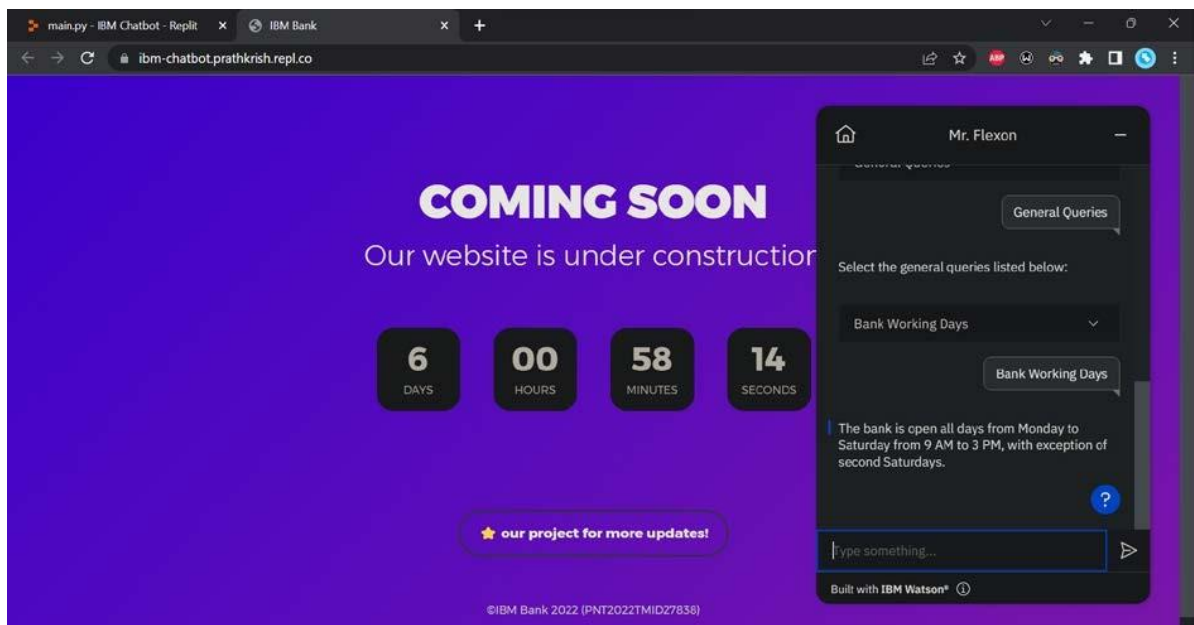 main.py - IBM Chatbot - Replit
IBM Bank
ibm-chatbot.prathkrish.repl.co
ABP
COMING SOON
Our website is under construction
6
DAYS
00
HOURS
58
MINUTES
14
SECONDS
our project for more updates!
©IBM Bank 2022 (PNT2022TMID27838)
Mr. Flexon
General Queries
General Queries
Select the general queries listed below:
Bank Working Days
Bank Working Days
The bank is open all days from Monday to
Saturday from 9 AM to 3 PM, with exception of
second Saturdays.
?
Type something...
Built with IBM Watson®